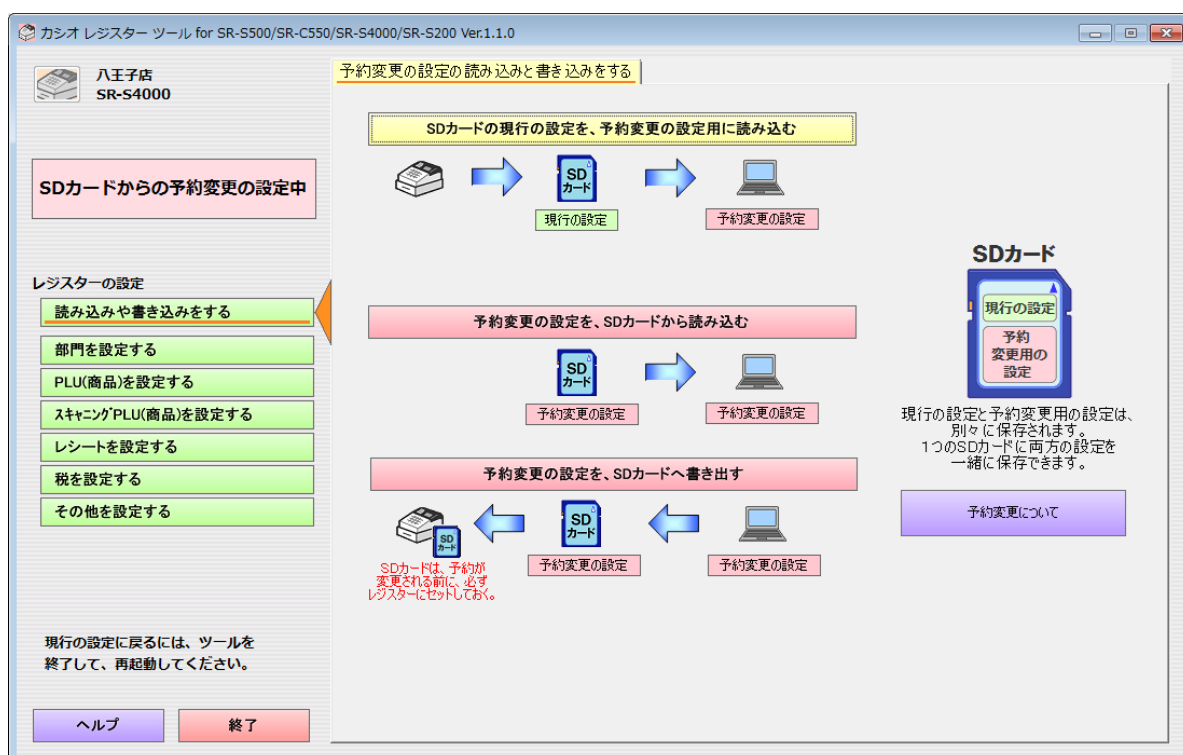 カシオ レジスター ツール for SR-S500/SR-C550/SR-S4000/SR-S200 Ver.1.1.0
八王子店
SR-S4000
SDカードからの予約変更の設定中
レジスターの設定
読み込みや書き込みをする
部門を設定する
PLU(商品)を設定する
スキャニングPLU(商品)を設定する
レシートを設定する
税を設定する
その他を設定する
現行の設定に戻るには、ツールを
終了して、再起動してください。
ヘルプ
終了
予約変更の設定の読み込みと書き込みをする
SDカードの現行の設定を、予約変更の設定用に読み込む
SD
カード
現行の設定
予約変更の設定
予約変更の設定を、SDカードから読み込む
SD
カード
予約変更の設定
予約変更の設定
予約変更の設定を、SDカードへ書き出す
SD
カード
SD
カード
SDカードは、予約が
変更される前に、必ず
レジスターにセットしておく。
予約変更の設定
予約変更の設定
SDカード
現行の設定
予約
変更用の
設定
現行の設定と予約変更用の設定は、
別々に保存されます。
1つのSDカードに両方の設定を
一緒に保存できます。
予約変更について